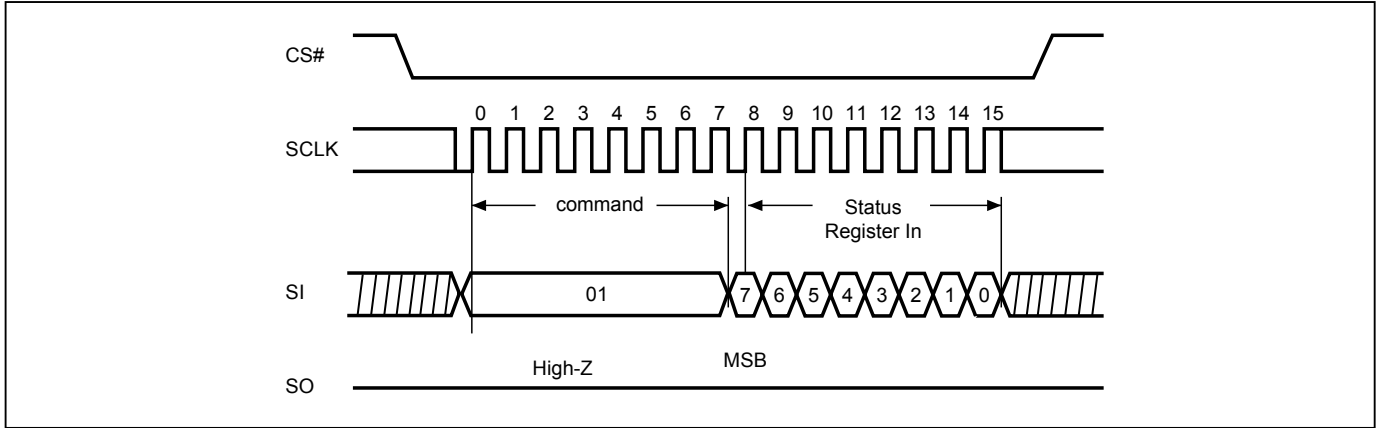 CS#
0 1 2 3 4 5 6 7 8 9 10 11 12 13 14 15
SCLK
command
Status
Register In
SI
01
7 6 5 4 3 2 1 0
High-Z
MSB
SO